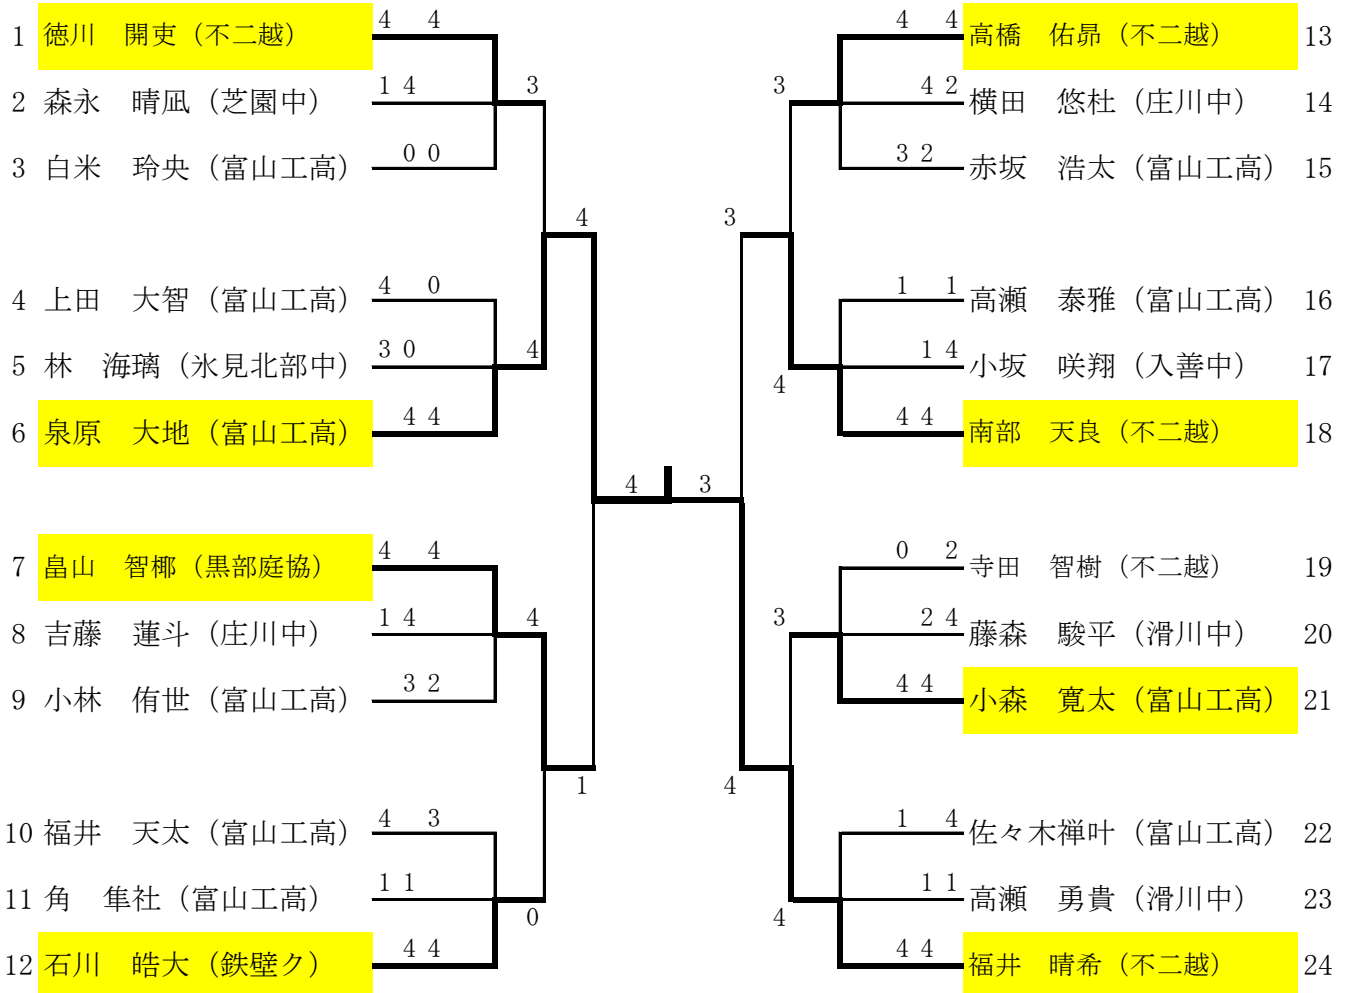 1 徳川　開吏（不二越） 4 4
2 森永　晴凪（芝園中） 1 4
3 白米　玲央（富山工高） 0 0
3
4 上田　大智（富山工高） 4 0
5 林　海璃（氷見北部中） 3 0
6 泉原　大地（富山工高） 4 4
4
4
7 畠山　智梛（黒部庭協） 4 4
8 吉藤　蓮斗（庄川中） 1 4
9 小林　侑世（富山工高） 3 2
4
10 福井　天太（富山工高） 4 3
11 角　隼社（富山工高） 1 1
12 石川　皓大（鉄壁ク） 4 4
0
1
4 3
4 4 高橋　佑昴（不二越） 13
4 2 横田　悠杜（庄川中） 14
3 2 赤坂　浩太（富山工高） 15
3
1 1 高瀬　泰雅（富山工高） 16
1 4 小坂　咲翔（入善中） 17
4 4 南部　天良（不二越） 18
4
3
0 2 寺田　智樹（不二越） 19
2 4 藤森　駿平（滑川中） 20
4 4 小森　寛太（富山工高） 21
3
1 4 佐々木禅叶（富山工高） 22
1 1 高瀬　勇貴（滑川中） 23
4 4 福井　晴希（不二越） 24
4
4